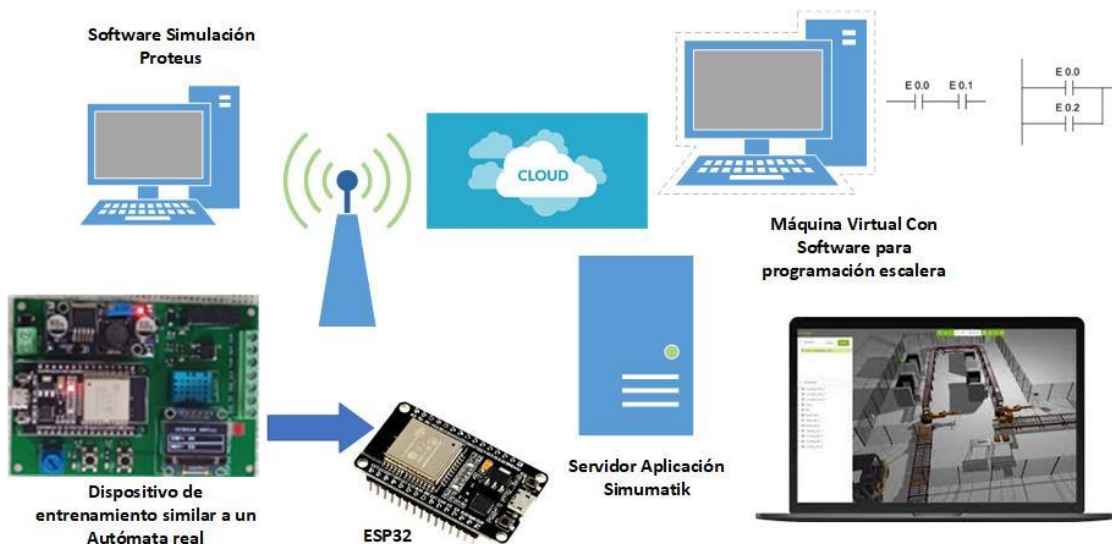 Software Simulación
Proteus
CLOUD
E 0.0
E 0.1
E 0.0
E 0.2
Máquina Virtual Con
Software para
programación escalera
Dispositivo de
entrenamiento similar a un
Autómata real
ESP32
Servidor Aplicación
Simumatik